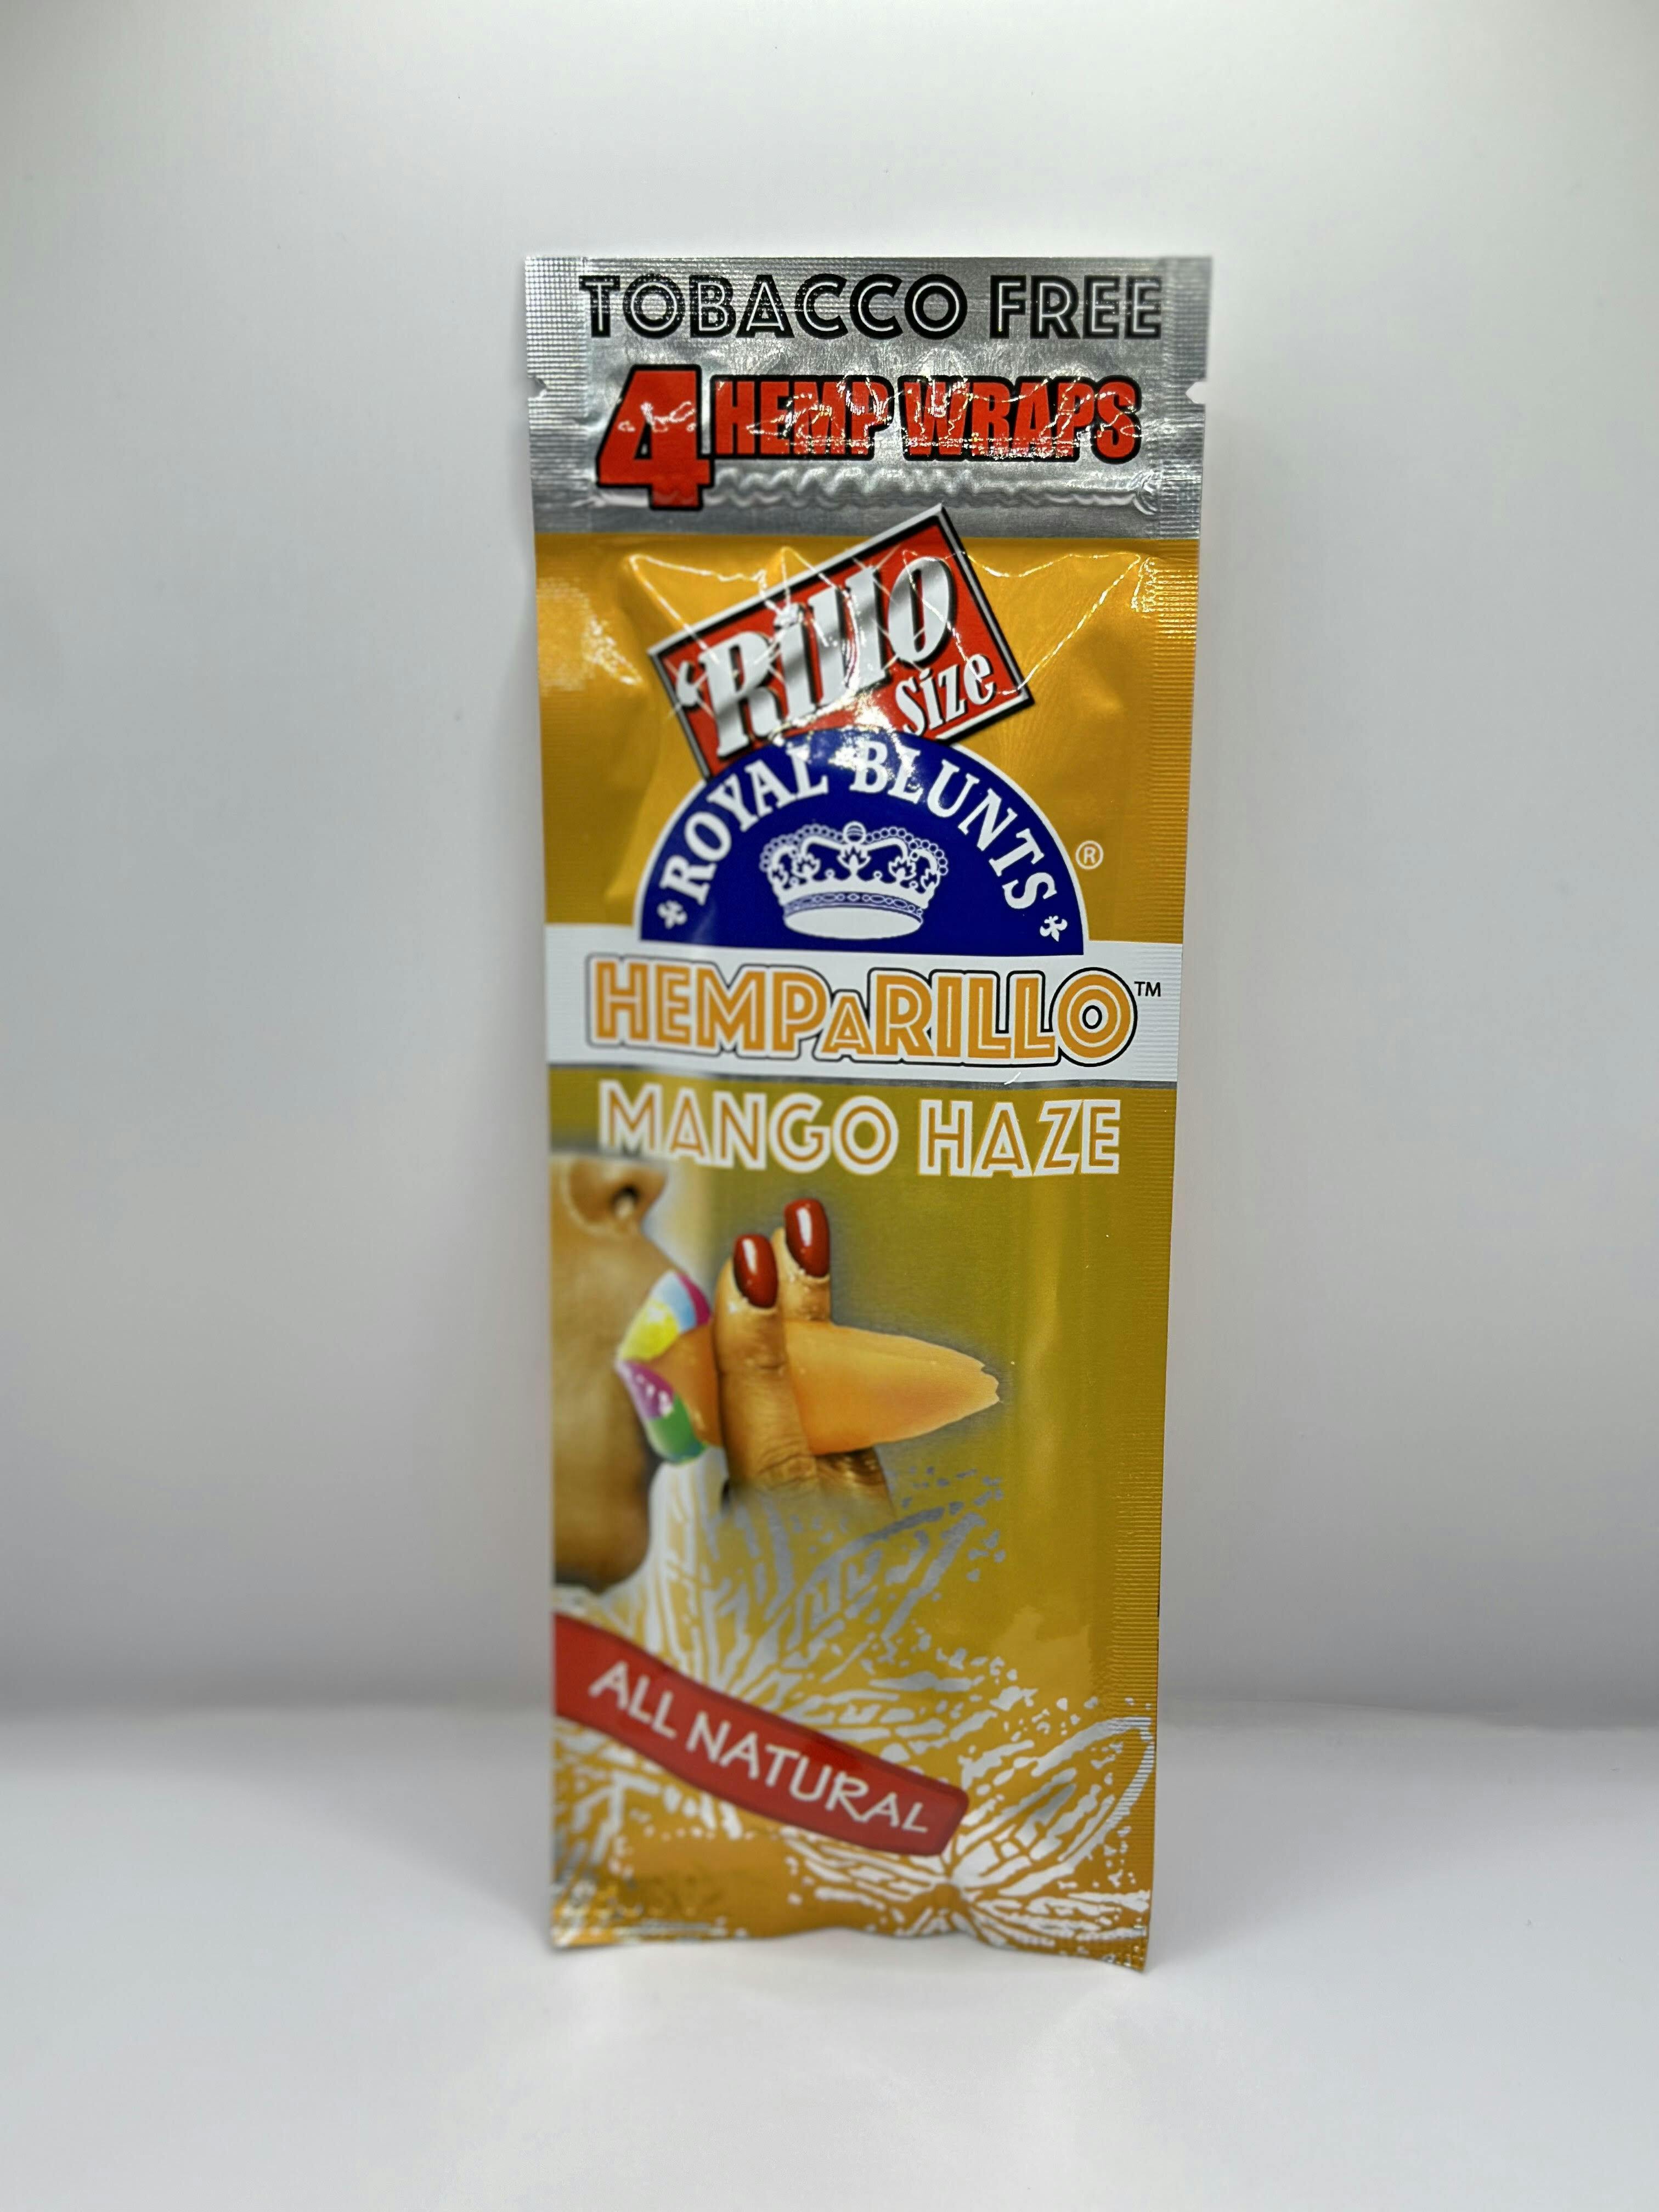 TOBACCO FREE
4 HEMP WRAPS
'Rillo
Size
ROYAL BLUNTS
®
HEMPARILLO™
MANGO HAZE
ALL NATURAL